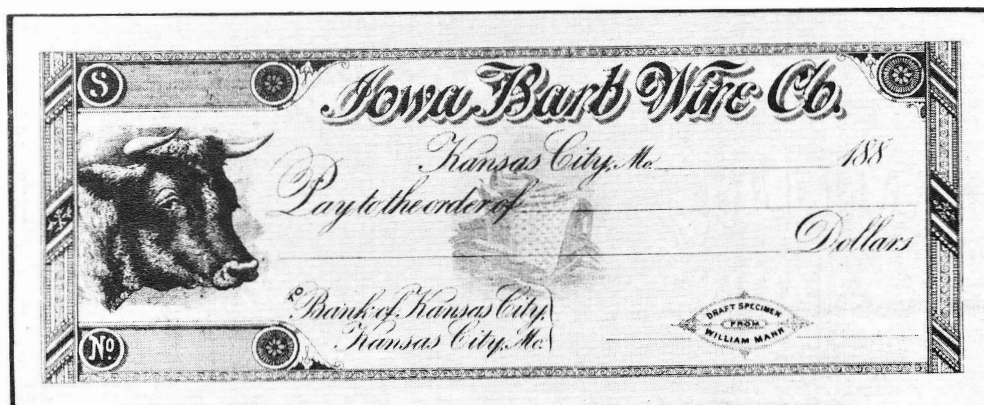 $
Iowa Barb Wire Co.
Kansas City, Mo. 188
Pay to the order of
Dollars
To Bank of Kansas City,
Kansas City, Mo.
No
DRAFT SPECIMEN
FROM
WILLIAM MANN